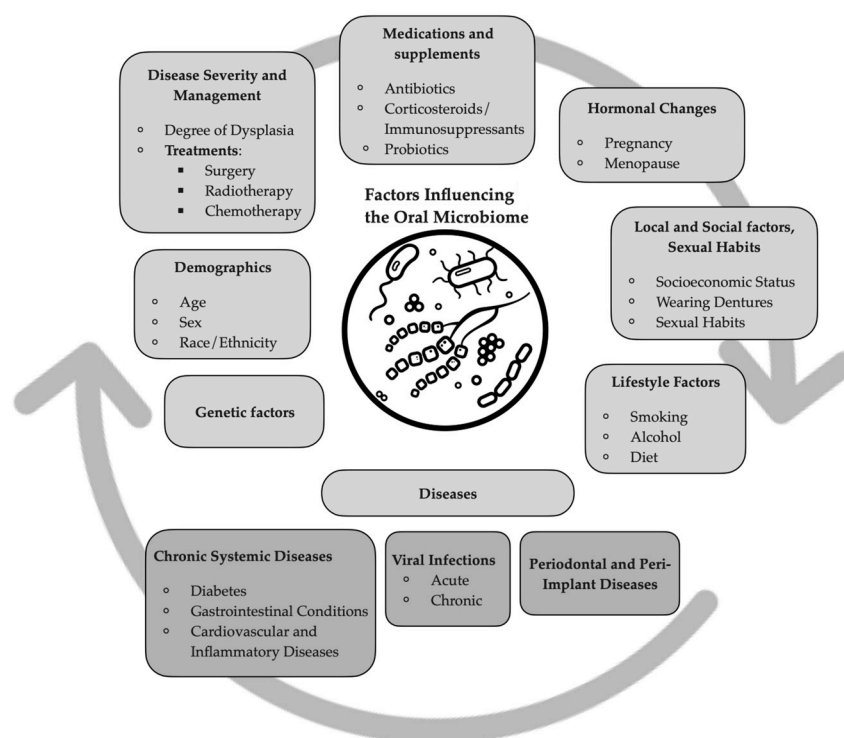 Medications and
supplements
Antibiotics
Corticosteroids/
Immunosuppressants
Probiotics
Disease Severity and
Management
Degree of Dysplasia
Treatments:
Surgery
Radiotherapy
Chemotherapy
Hormonal Changes
Pregnancy
Menopause
Factors Influencing
the Oral Microbiome
Local and Social factors,
Sexual Habits
Socioeconomic Status
Wearing Dentures
Sexual Habits
Demographics
Age
Sex
Race/Ethnicity
Lifestyle Factors
Smoking
Alcohol
Diet
Genetic factors
Diseases
Chronic Systemic Diseases
Diabetes
Gastrointestinal Conditions
Cardiovascular and
Inflammatory Diseases
Viral Infections
Acute
Chronic
Periodontal and Peri-
Implant Diseases